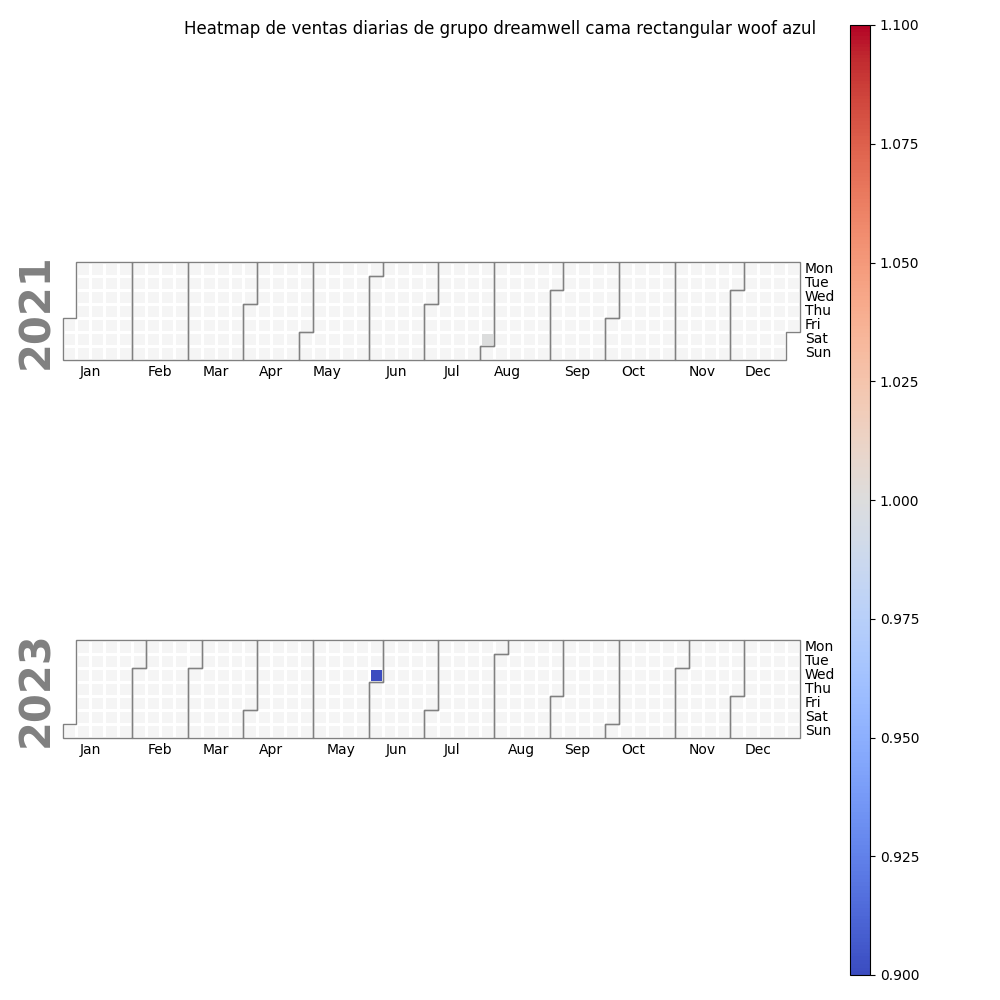 Heatmap de ventas diarias de grupo dreamwell cama rectangular woof azul
2021
Mon
Tue
Wed
Thu
Fri
Sat
Sun
Jan Feb Mar Apr May Jun Jul Aug Sep Oct Nov Dec
2023
Mon
Tue
Wed
Thu
Fri
Sat
Sun
Jan Feb Mar Apr May Jun Jul Aug Sep Oct Nov Dec
1.100
1.075
1.050
1.025
1.000
0.975
0.950
0.925
0.900